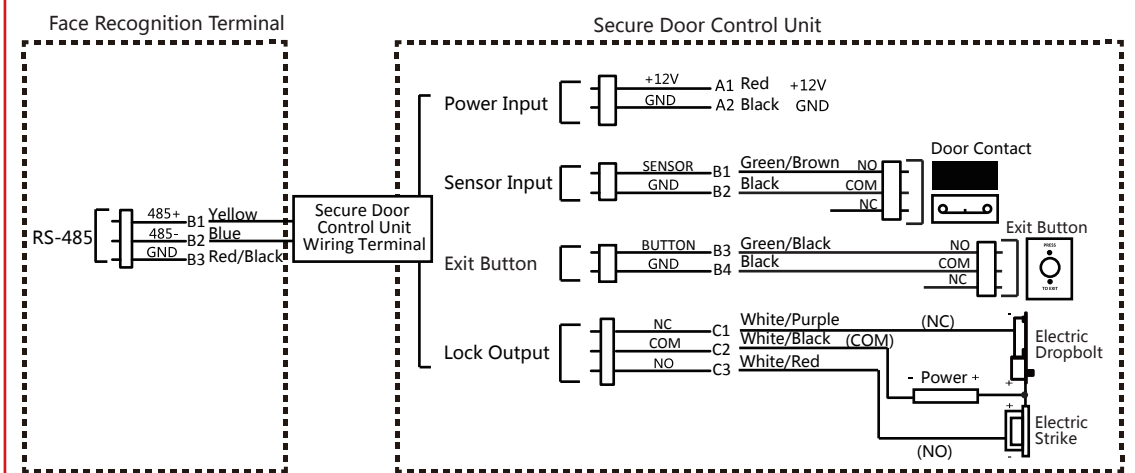 Face Recognition Terminal
Secure Door Control Unit
RS-485
485+ B1 Yellow
485- B2 Blue
GND B3 Red/Black
Secure Door
Control Unit
Wiring Terminal
Power Input
+12V A1 Red +12V
GND A2 Black GND
Sensor Input
SENSOR B1 Green/Brown NO
GND B2 Black COM
NC
Door Contact
Exit Button
BUTTON B3 Green/Black NO
GND B4 Black COM
NC
Exit Button
PRESS
TO EXIT
Lock Output
NC C1 White/Purple (NC)
COM C2 White/Black (COM)
NO C3 White/Red
- Power +
-
Electric
Dropbolt
+
+
Electric
Strike
-
(NO)